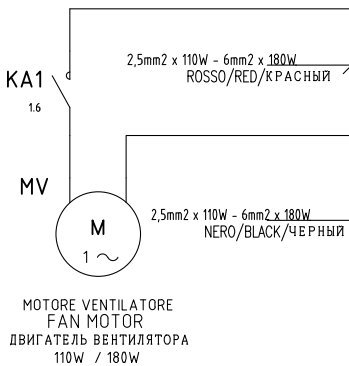 2,5mm2 x 110W - 6mm2 x 180W
ROSSO/RED/КРАСНЫЙ
KA1
1.6
MV
2,5mm2 x 110W - 6mm2 x 180W
NERO/BLACK/ЧЕРНЫЙ
M
1 ~
MOTORE VENTILATORE
FAN MOTOR
ДВИГАТЕЛЬ ВЕНТИЛЯТОРА
110W / 180W